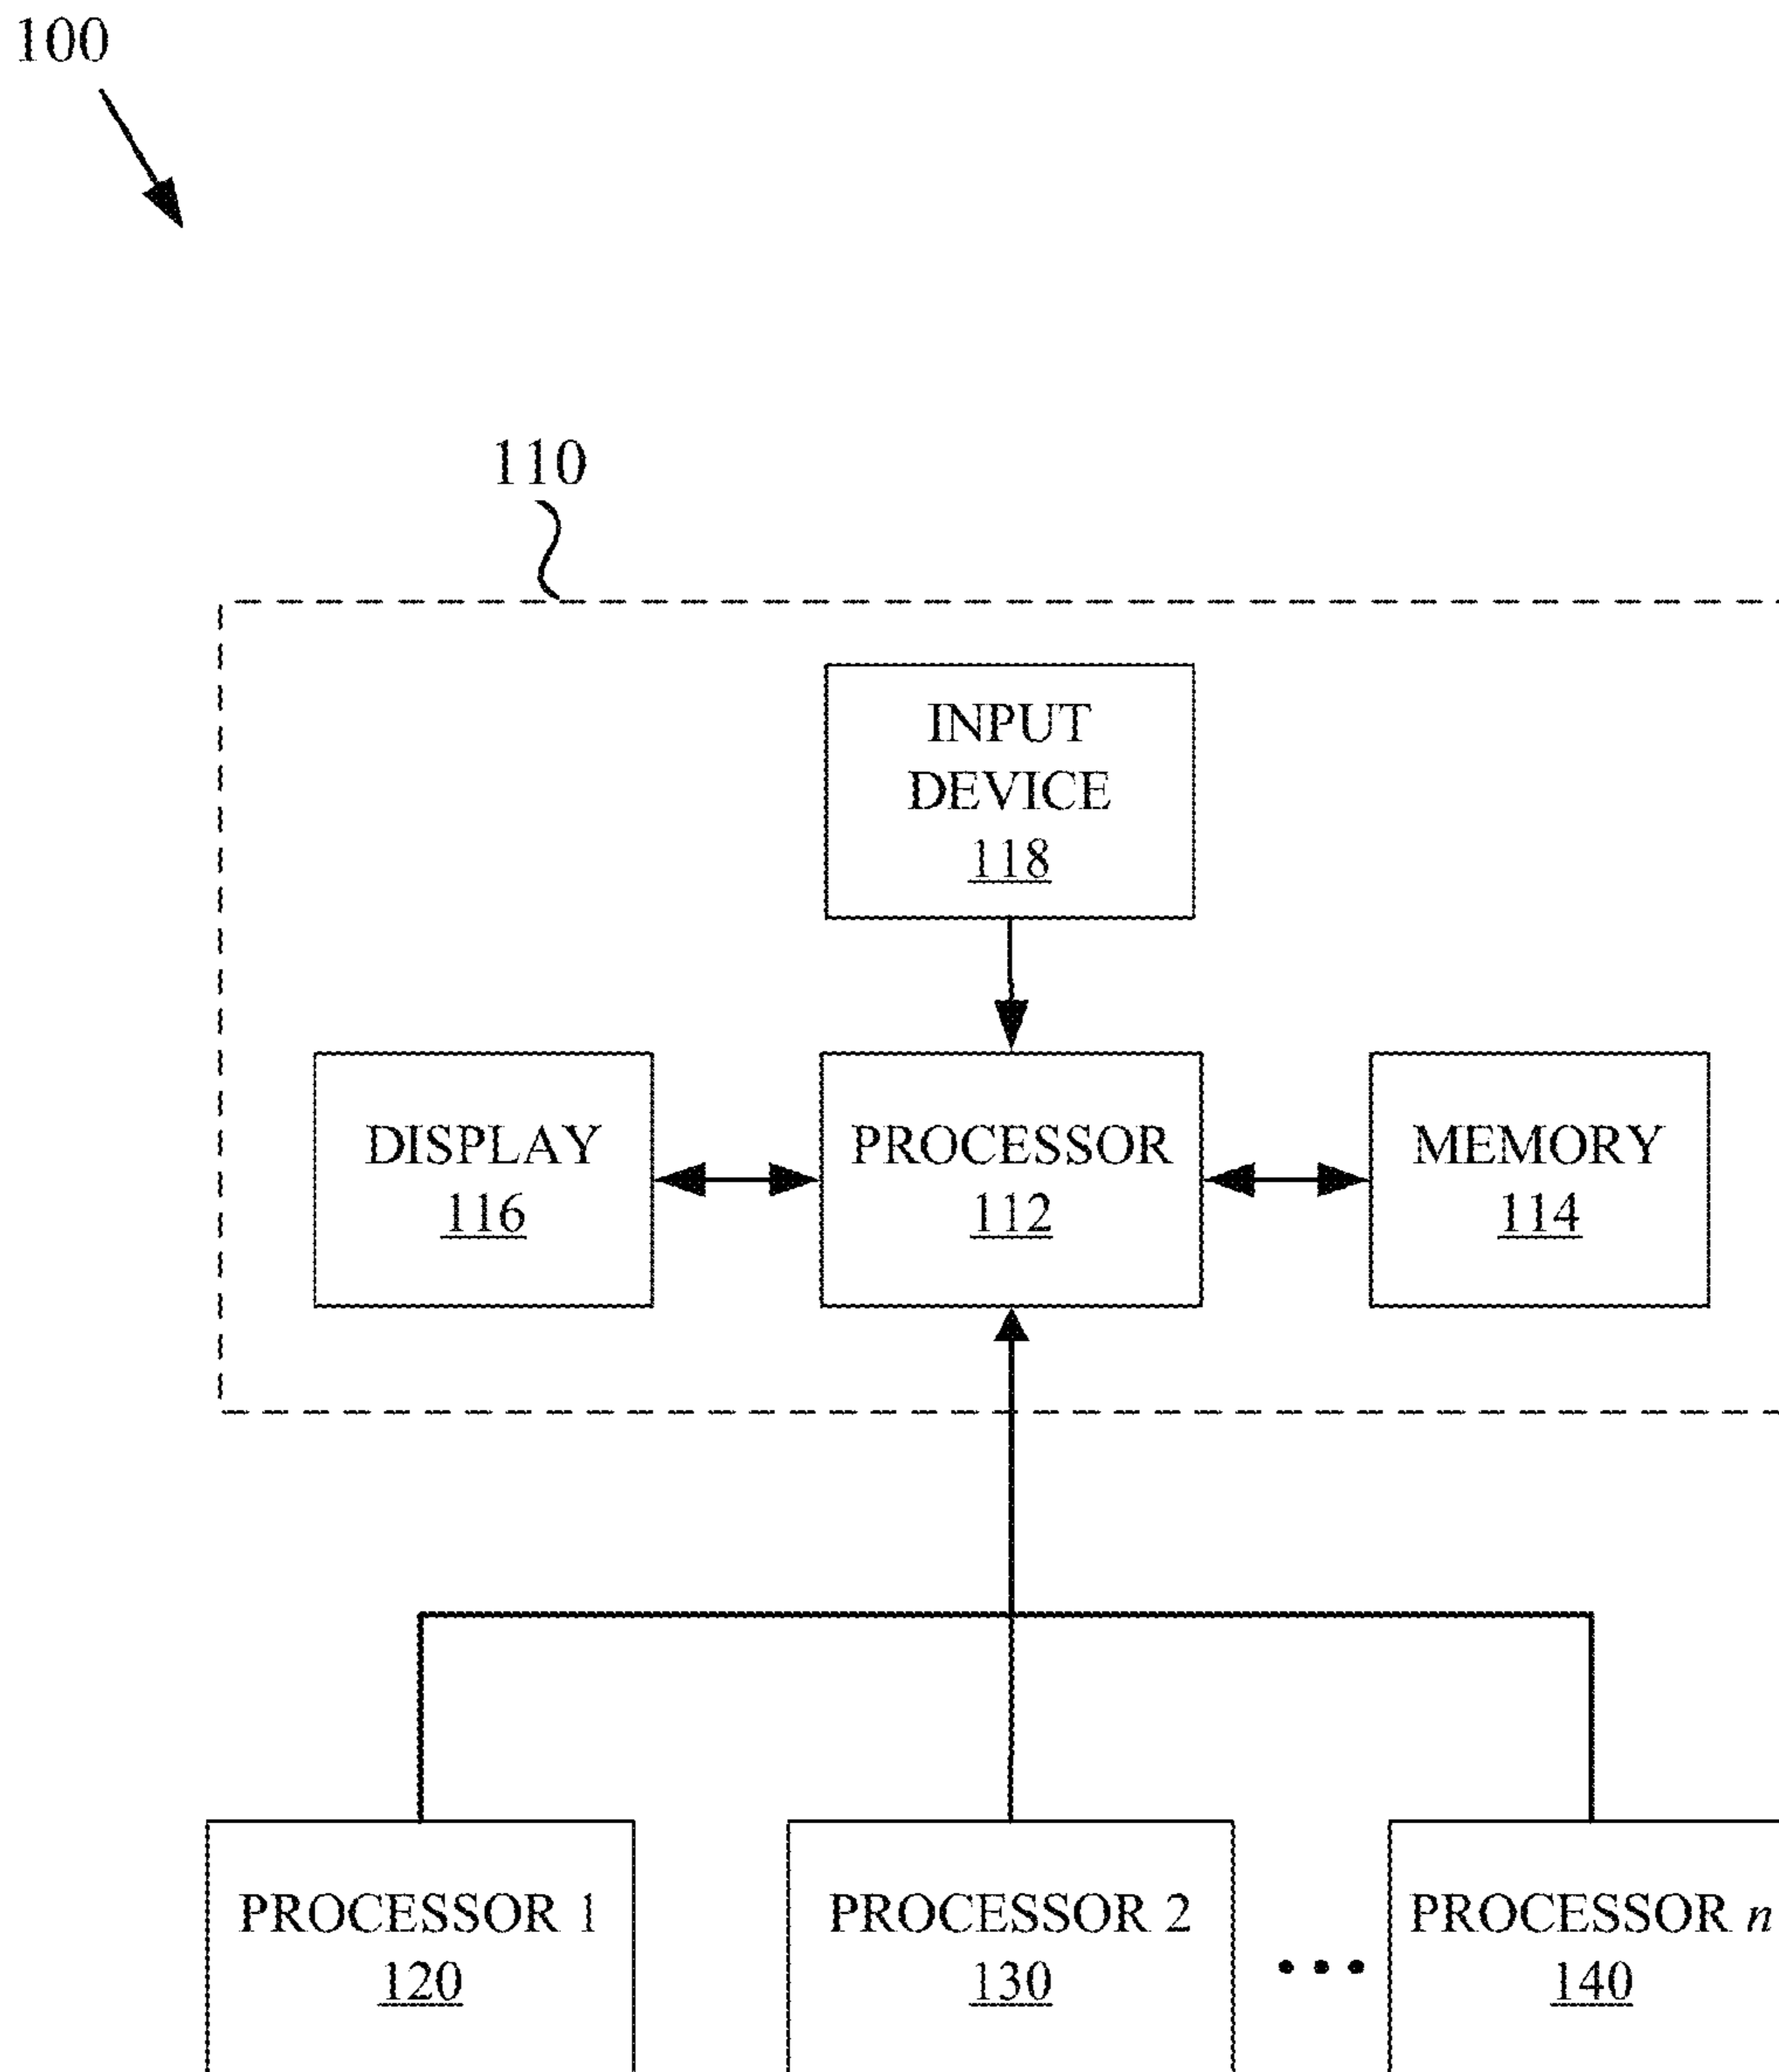 100
110
INPUT
DEVICE
118
DISPLAY
116
PROCESSOR
112
MEMORY
114
PROCESSOR 1
120
PROCESSOR 2
130
PROCESSOR n
140